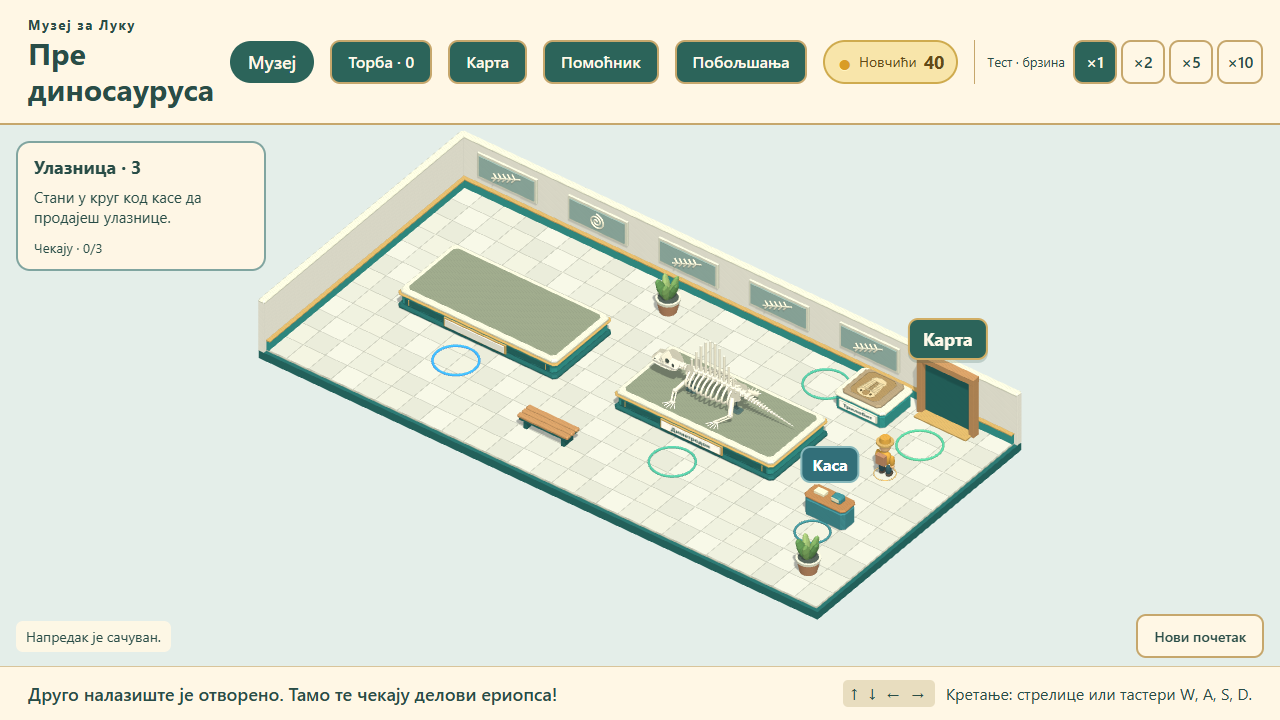 Музеј за Луку
Пре
диносауруса
Музеј
Торба · 0
Карта
Помоћник
Побољшања
Новчићи 40
Тест · брзина
×1
×2
×5
×10
Улазница · 3
Стани у круг код касе да
продајеш улазнице.
Чекају · 0/3
Карта
Каса
Напредак је сачуван.
Нови почетак
Друго налазиште је отворено. Тамо те чекају делови ериопса!
↑ ↓ ← →
Кретање: стрелице или тастери W, A, S, D.